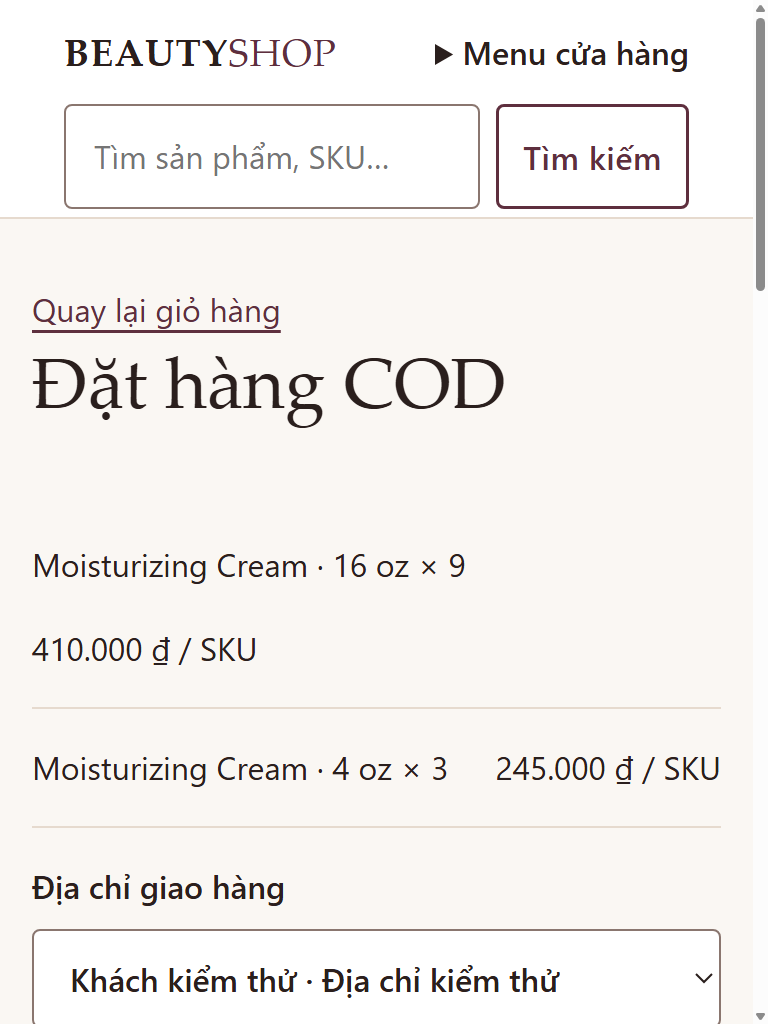 BEAUTYSHOP
▶ Menu cửa hàng
Tìm sản phẩm, SKU...
Tìm kiếm
Quay lại giỏ hàng
Đặt hàng COD
Moisturizing Cream · 16 oz × 9
410.000 ₫ / SKU
Moisturizing Cream · 4 oz × 3 245.000 ₫ / SKU
Địa chỉ giao hàng
Khách kiểm thử · Địa chỉ kiểm thử